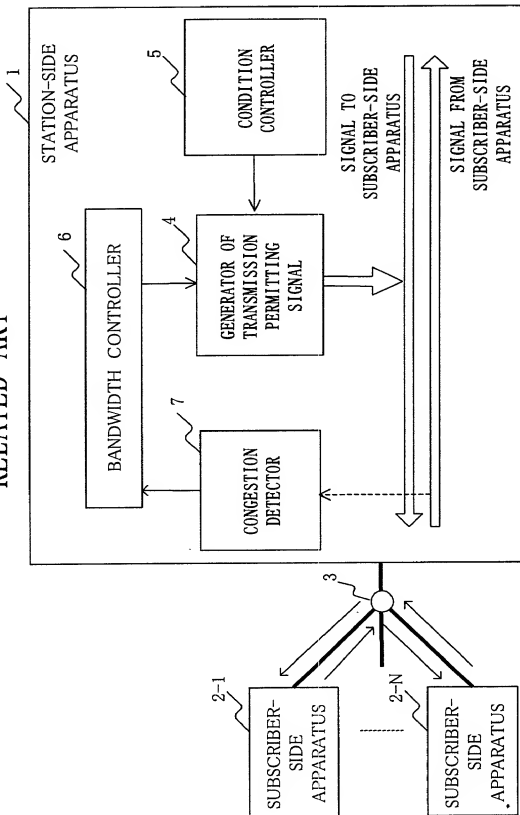 RELATED ART
1
STATION-SIDE
APPARATUS
6
BANDWIDTH CONTROLLER
5
CONDITION
CONTROLLER
4
GENERATOR OF
TRANSMISSION
PERMITTING
SIGNAL
7
CONGESTION
DETECTOR
SIGNAL TO
SUBSCRIBER-SIDE
APPARATUS
SIGNAL FROM
SUBSCRIBER-SIDE
APPARATUS
3
2-1
SUBSCRIBER-
SIDE
APPARATUS
2-N
SUBSCRIBER-
SIDE
APPARATUS